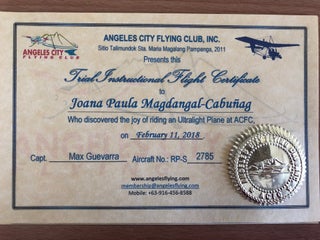 ANGELES CITY
FLYING CLUB
ANGELES CITY FLYING CLUB, INC.
Sitio Talimundok Sta. Maria Magalang Pampanga, 2011
Presents this
Trial Instructional Flight Certificate
to
Joana Paula Magdangal-Cabuñag
Who discovered the joy of riding an Ultralight Plane at ACFC,
on February 11, 2018
Capt. Max Guevarra Aircraft No.: RP-S 2785
www.angelesflying.com
membership@angelesflying.com
Mobile: +63-916-456-8588